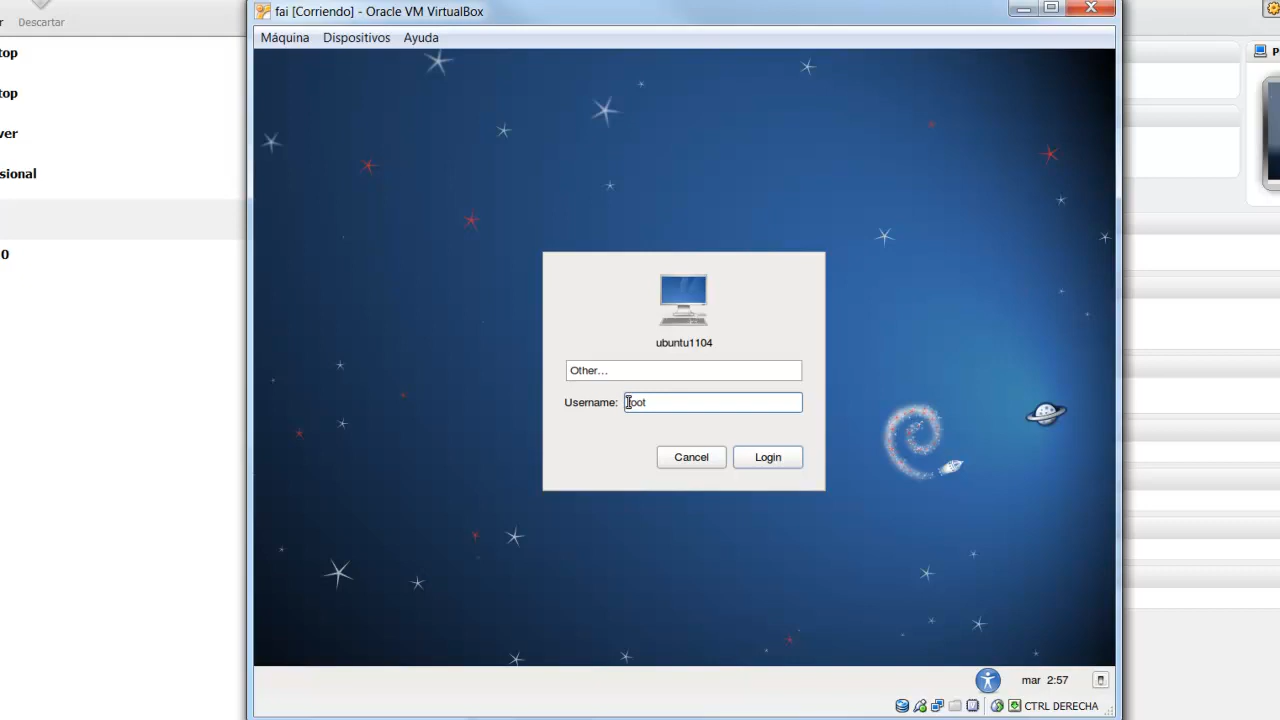 fai [Corriendo] - Oracle VM VirtualBox
r Descartar
Máquina Dispositivos Ayuda
top
top
ver
sional
0
P
ubuntu1104
Other...
Username: root
Cancel Login
mar 2:57
CTRL DERECHA